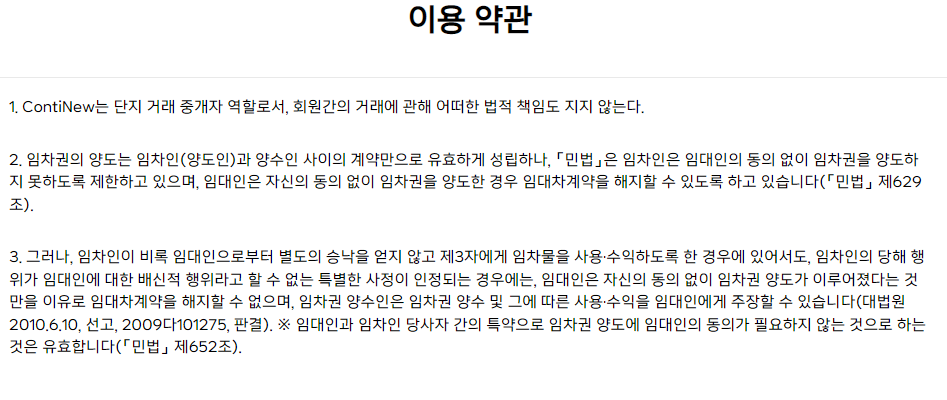 이용 약관
1. ContiNew는 단지 거래 중개자 역할로서, 회원간의 거래에 관해 어떠한 법적 책임도 지지 않는다.
2. 임차권의 양도는 임차인(양도인)과 양수인 사이의 계약만으로 유효하게 성립하나, 「민법」은 임차인은 임대인의 동의 없이 임차권을 양도하
지 못하도록 제한하고 있으며, 임대인은 자신의 동의 없이 임차권을 양도한 경우 임대차계약을 해지할 수 있도록 하고 있습니다(「민법」 제629
조).
3. 그러나, 임차인이 비록 임대인으로부터 별도의 승낙을 얻지 않고 제3자에게 임차물을 사용·수익하도록 한 경우에 있어서도, 임차인의 당해 행
위가 임대인에 대한 배신적 행위라고 할 수 없는 특별한 사정이 인정되는 경우에는, 임대인은 자신의 동의 없이 임차권 양도가 이루어졌다는 것
만을 이유로 임대차계약을 해지할 수 없으며, 임차권 양수인은 임차권 양수 및 그에 따른 사용·수익을 임대인에게 주장할 수 있습니다(대법원
2010.6.10, 선고, 2009다101275, 판결). ※ 임대인과 임차인 당사자 간의 특약으로 임차권 양도에 임대인의 동의가 필요하지 않는 것으로 하는
것은 유효합니다(「민법」 제652조).